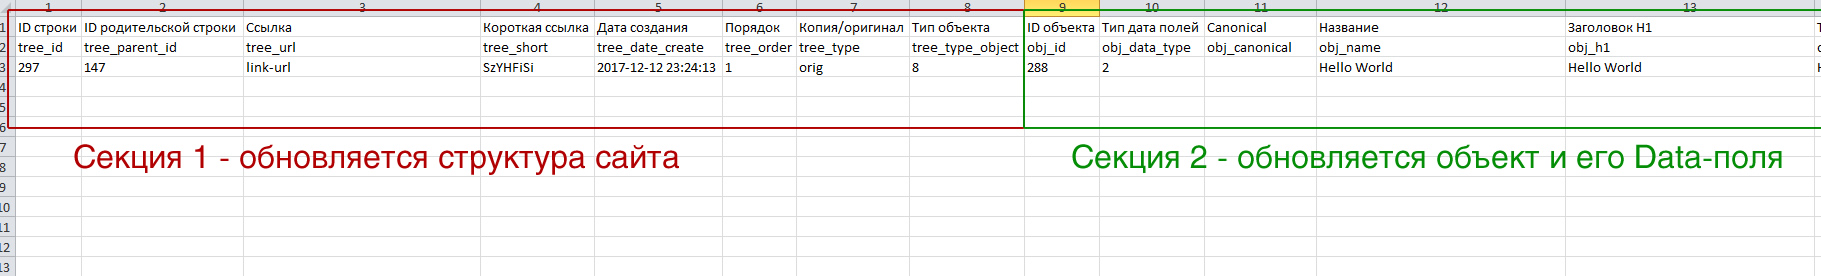 1 2 3 4 5 6 7 8 9 10 11 12 13
1 ID строки ID родительской строки Ссылка Короткая ссылка Дата создания Порядок Копия/оригинал Тип объекта ID объекта Тип дата полей Canonical Название Заголовок H1
2 tree_id tree_parent_id tree_url tree_short tree_date_create tree_order tree_type tree_type_object obj_id obj_data_type obj_canonical obj_name obj_h1
3 297 147 link-url SzYHFiSi 2017-12-12 23:24:13 1 orig 8 288 2 Hello World Hello World
4
5
6
7
Секция 1 - обновляется структура сайта Секция 2 - обновляется объект и его Data-поля
8
9
10
11
12
13